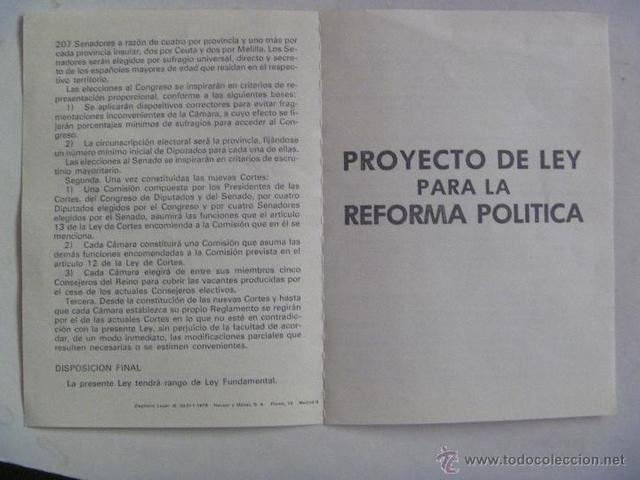 207 Senadores a razón de cuatro por provincia y uno más por
cada provincia insular, dos por Ceuta y dos por Melilla. Los Se-
nadores serán elegidos por sufragio universal, directo y secre-
to de los españoles mayores de edad que residan en el respec-
tivo territorio.
Las elecciones al Congreso se inspirarán en criterios de re-
presentación proporcional, conforme a las siguientes bases:
1) Se aplicarán dispositivos correctores para evitar frag-
mentaciones inconvenientes de la Cámara, a cuyo efecto se fi-
jarán porcentajes mínimos de sufragios para acceder al Con-
greso.
2) La circunscripción electoral será la provincia, fijándose
un número mínimo inicial de Diputados para cada una de ellas.
Las elecciones al Senado se inspirarán en criterios de escru-
tinio mayoritario.
Segunda. Una vez constituídas las nuevas Cortes:
1) Una Comisión compuesta por los Presidentes de las
Cortes, del Congreso de Diputados y del Senado, por cuatro
Diputados elegidos por el Congreso y por cuatro Senadores
elegidos por el Senado, asumirá las funciones que el artículo
13 de la Ley de Cortes encomienda a la Comisión que en él se
menciona.
2) Cada Cámara constituirá una Comisión que asuma las
demás funciones encomendadas a la Comisión prevista en el
artículo 12 de la Ley de Cortes.
3) Cada Cámara elegirá de entre sus miembros cinco
Consejeros del Reino para cubrir las vacantes producidas por
el cese de los actuales Consejeros electivos.
Tercera. Desde la constitución de las nuevas Cortes y hasta
que cada Cámara establezca su propio Reglamento se regirán
por el de las actuales Cortes en lo que no esté en contradic-
ción con la presente Ley, sin perjuicio de la facultad de acor-
dar, de un modo inmediato, las modificaciones parciales que
resulten necesarias o se estimen convenientes.
DISPOSICION FINAL
La presente Ley tendrá rango de Ley Fundamental.
Depósito Legal: M. 1976 S. A. Madrid
PROYECTO DE LEY
PARA LA
REFORMA POLITICA
© www.todocoleccion.net